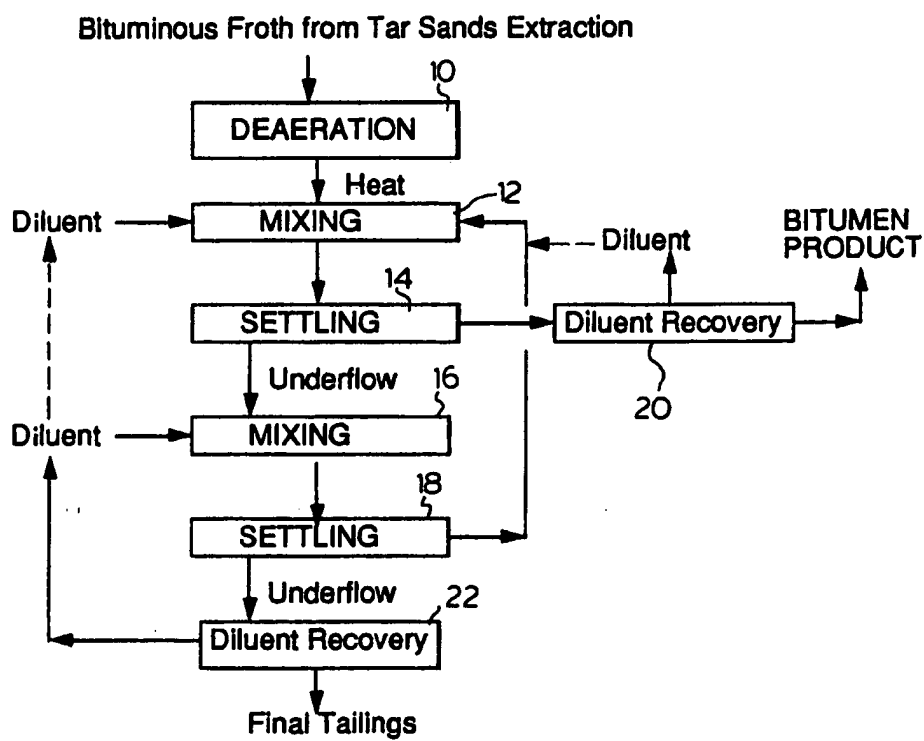 Bituminous Froth from Tar Sands Extraction
10
DEAERATION
Heat
12
Diluent
MIXING
Diluent
BITUMEN
PRODUCT
14
SETTLING
Diluent Recovery
20
Underflow
16
Diluent
MIXING
18
SETTLING
Underflow
22
Diluent Recovery
Final Tailings